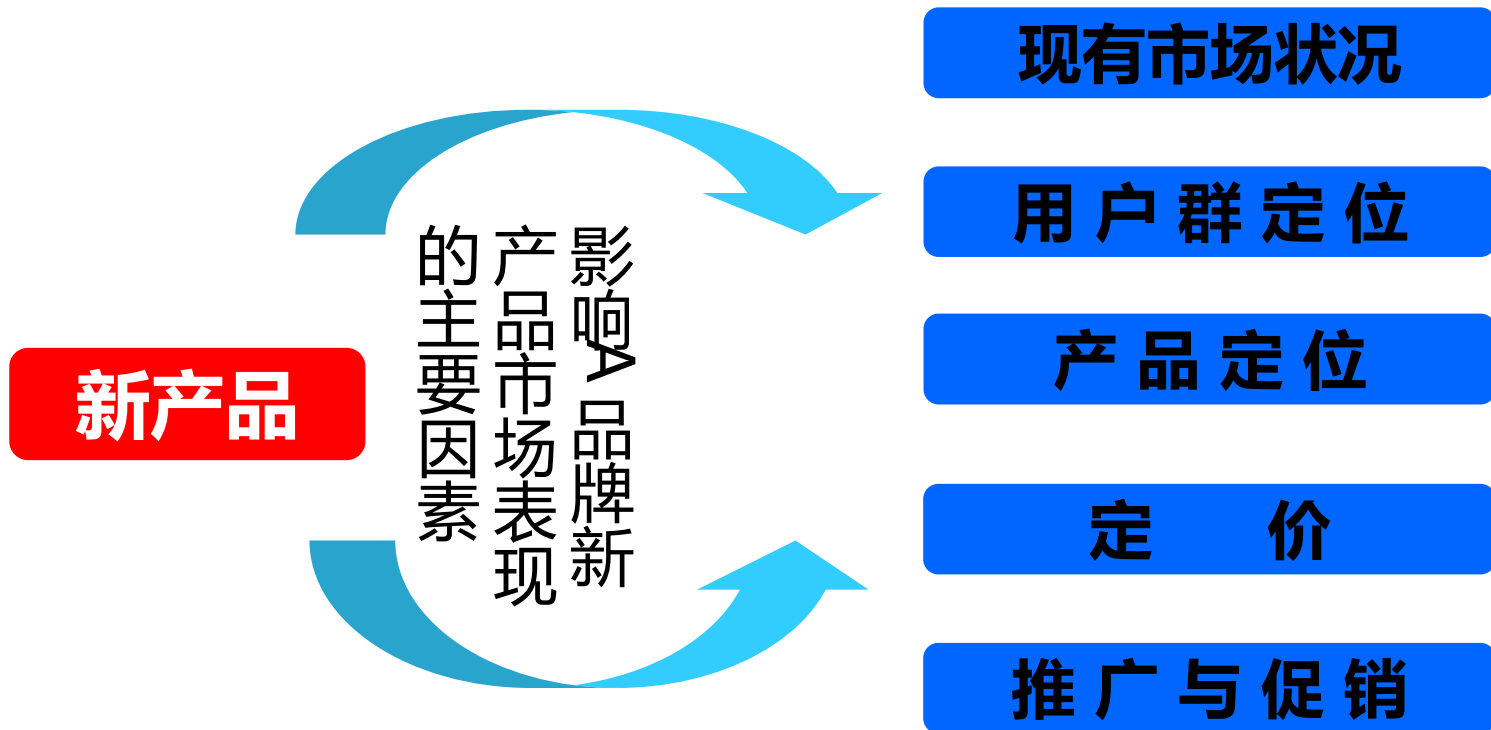 新产品
影响A品牌新
产品市场表现
的主要因素
现有市场状况
用户群定位
产品定位
定 价
推广与促销